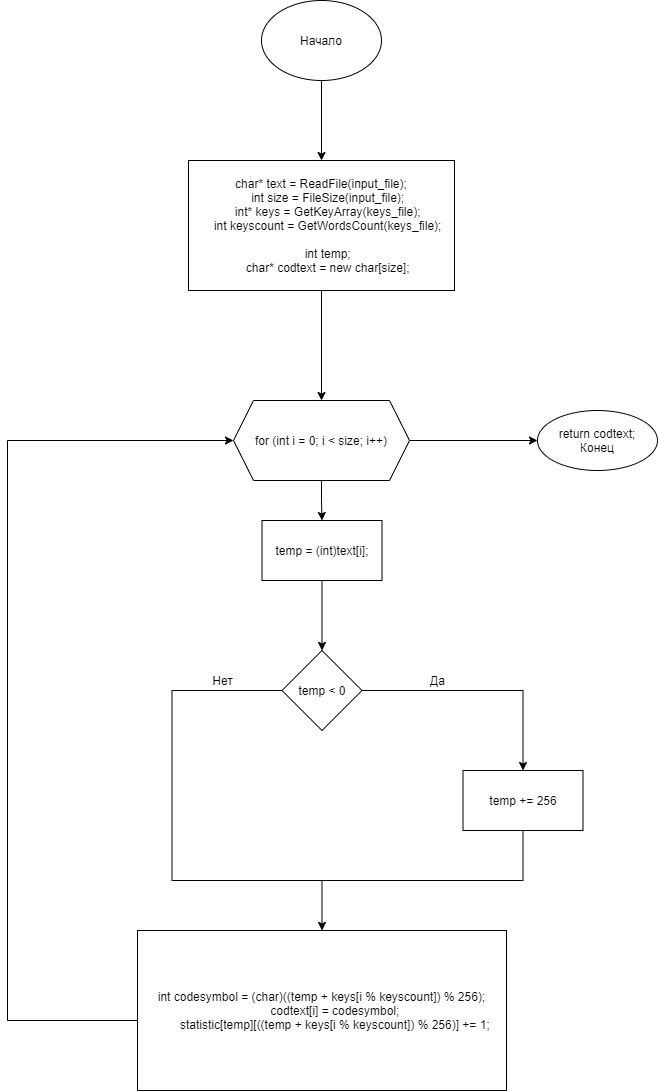 Начало
char* text = ReadFile(input_file);
int size = FileSize(input_file);
int* keys = GetKeyArray(keys_file);
int keyscount = GetWordsCount(keys_file);
int temp;
char* codtext = new char[size];
for (int i = 0; i < size; i++)
return codtext;
Конец
temp = (int)text[i];
Нет
Да
temp < 0
temp += 256
int codesymbol = (char)((temp + keys[i % keyscount]) % 256);
codtext[i] = codesymbol;
statistic[temp][((temp + keys[i % keyscount]) % 256)] += 1;